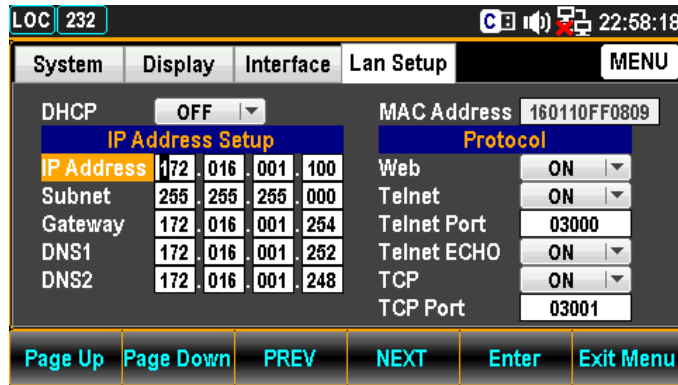 LOC 232 C 22:58:18
System Display Interface Lan Setup MENU
DHCP OFF MAC Address 160110FF0809
IP Address Setup Protocol
IP Address 172.016.001.100 Web ON
Subnet 255.255.255.000 Telnet ON
Gateway 172.016.001.254 Telnet Port 03000
DNS1 172.016.001.252 Telnet ECHO ON
DNS2 172.016.001.248 TCP ON
TCP Port 03001
Page Up Page Down PREV NEXT Enter Exit Menu